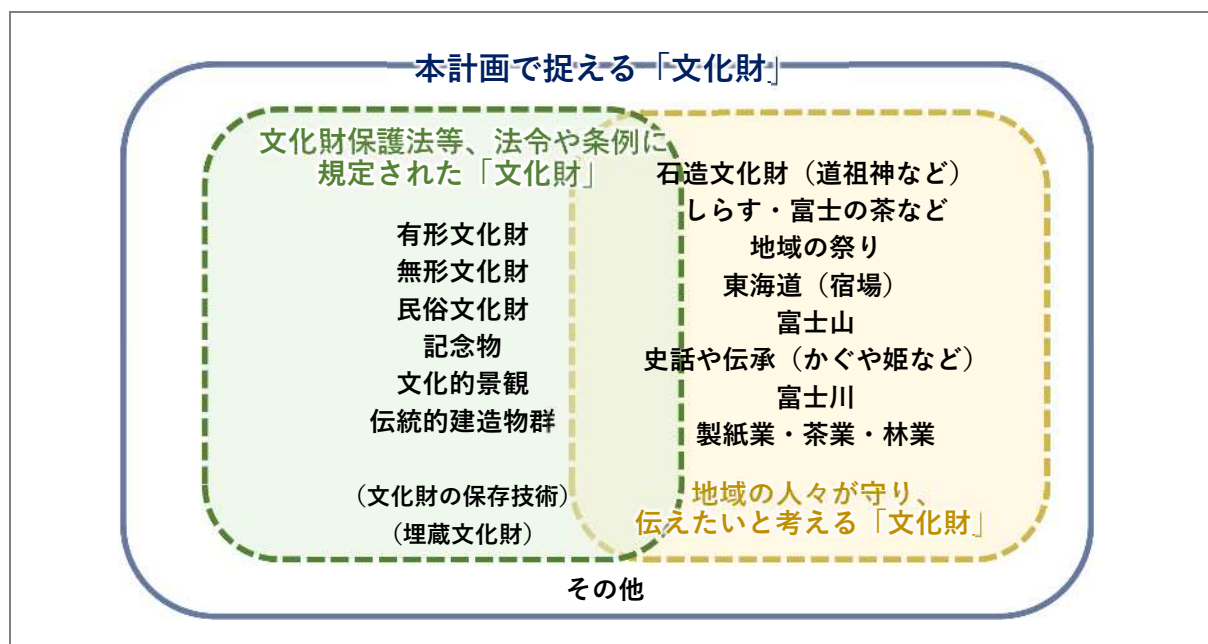 本計画で捉える「文化財」
文化財保護法等、法令や条例に
規定された「文化財」
有形文化財
無形文化財
民俗文化財
記念物
文化的景観
伝統的建造物群
（文化財の保存技術）
（埋蔵文化財）
石造文化財（道祖神など）
しらす・富士の茶など
地域の祭り
東海道（宿場）
富士山
史話や伝承（かぐや姫など）
富士川
製紙業・茶業・林業
地域の人々が守り、
伝えたいと考える「文化財」
その他